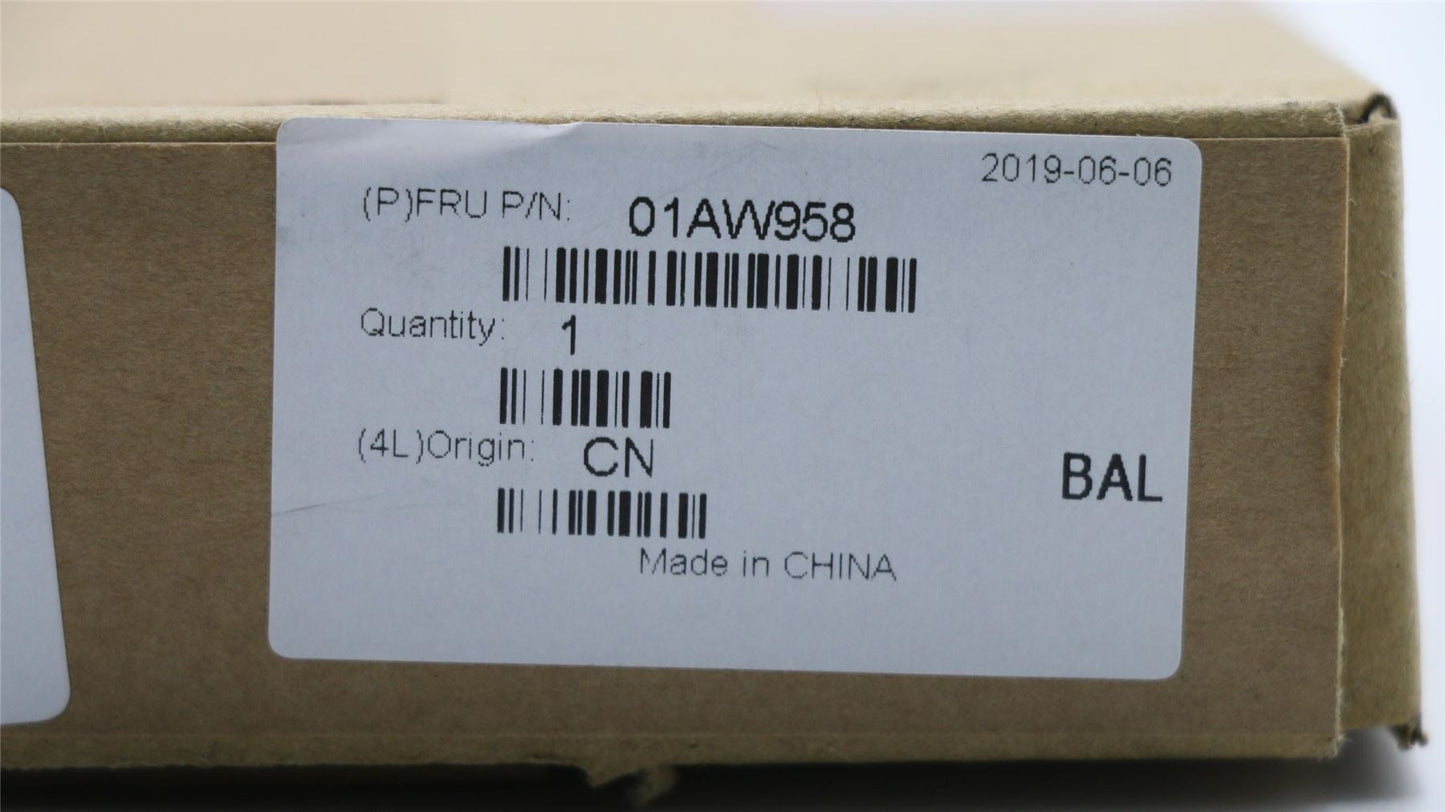 2019-06-06
(P)FRU P/N: 01AW958
Quantity: 1
(4L)Origin: CN
BAL
Made in CHINA